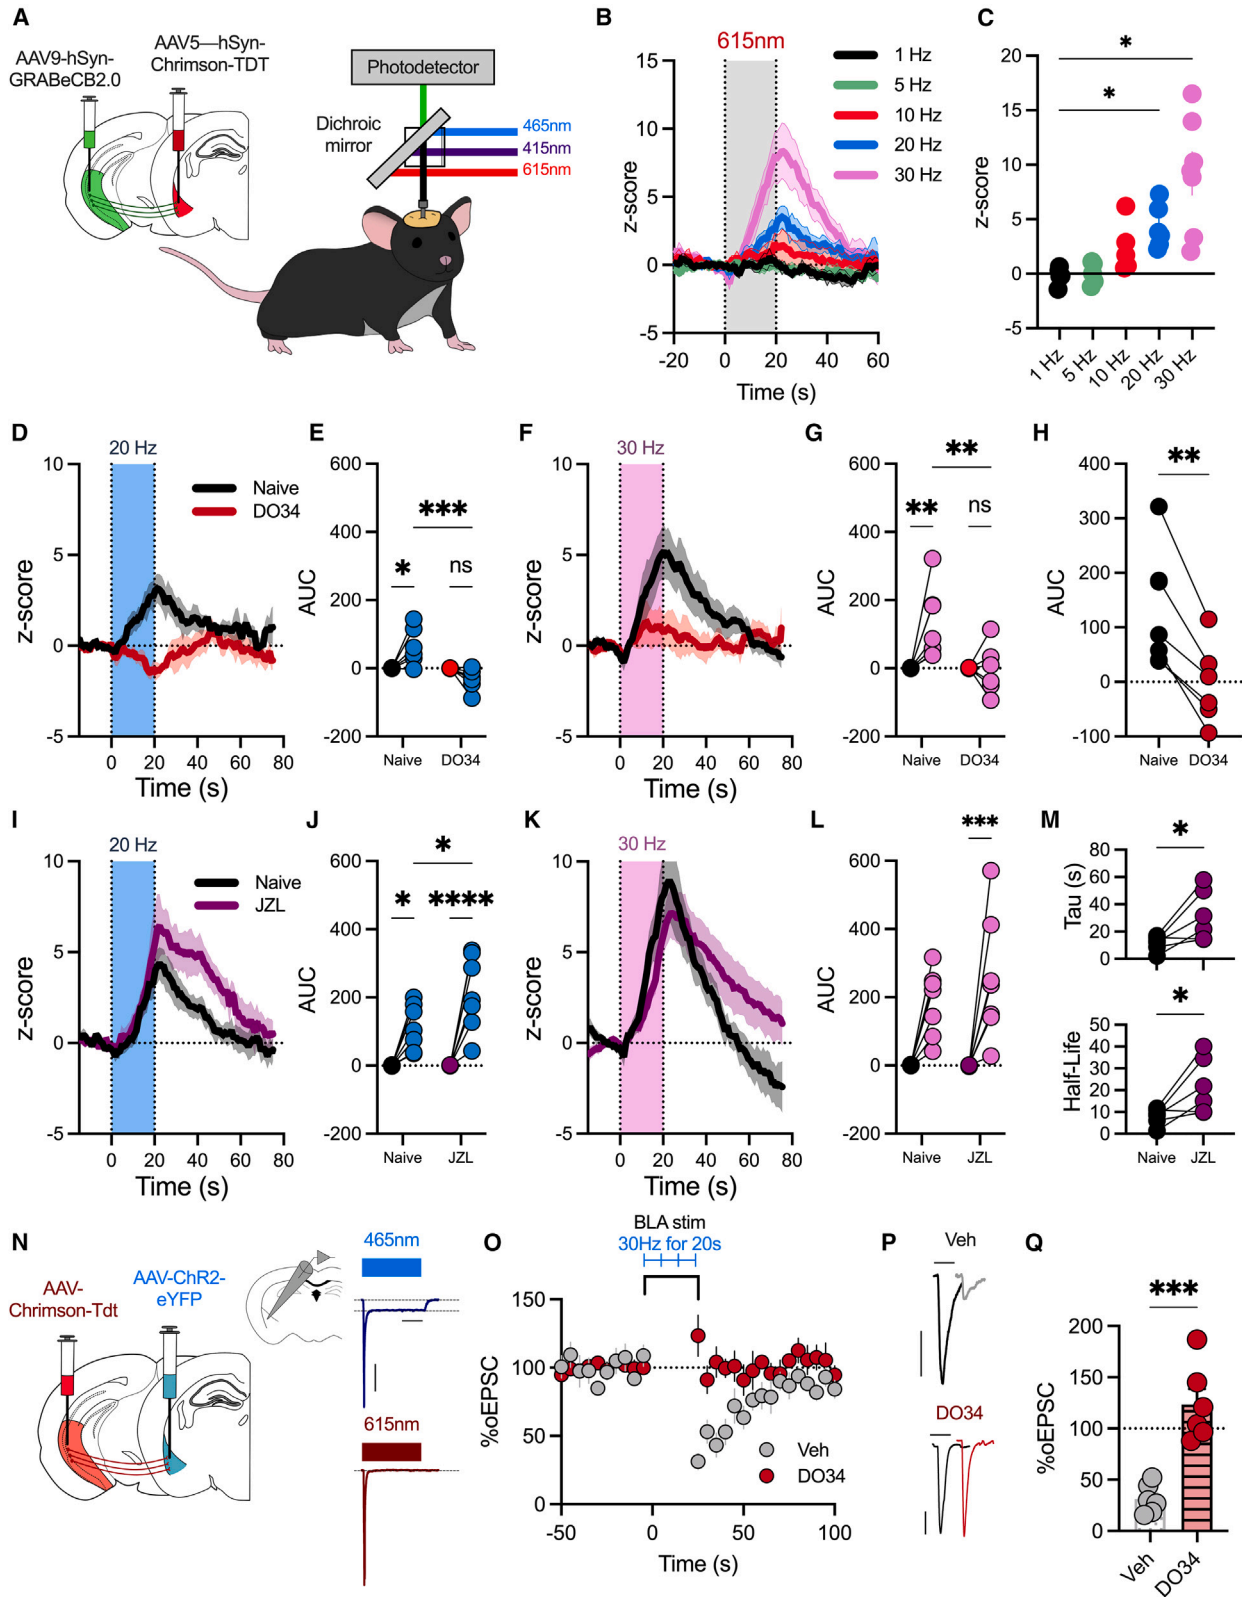 A
AAV9-hSyn-
GRABeCB2.0
AAV5—hSyn-
Chrimson-TDT
Photodetector
Dichroic
mirror
465nm
415nm
615nm
B
615nm
z-score
15
10
5
0
-5
-20 0 20 40 60
Time (s)
1 Hz
5 Hz
10 Hz
20 Hz
30 Hz
C
*
*
z-score
20
15
10
5
0
-5
1 Hz
5 Hz
10 Hz
20 Hz
30 Hz
D
20 Hz
z-score
10
5
0
-5
0 20 40 60 80
Time (s)
Naive
DO34
E
AUC
600
400
200
0
-200
***
*
ns
Naive DO34
F
30 Hz
z-score
10
5
0
-5
0 20 40 60 80
Time (s)
G
AUC
600
400
200
0
-200
**
**
ns
Naive DO34
H
AUC
400
300
200
100
0
-100
**
Naive DO34
I
20 Hz
z-score
10
5
0
-5
0 20 40 60 80
Time (s)
Naive
JZL
J
AUC
600
400
200
0
-200
*
*
****
Naive JZL
K
30 Hz
z-score
10
5
0
-5
0 20 40 60 80
Time (s)
L
AUC
600
400
200
0
-200
***
Naive JZL
M
Tau (s)
80
60
40
20
0
*
Half-Life
50
40
30
20
10
0
*
Naive JZL
N
AAV-
Chrimson-Tdt
AAV-ChR2-
eYFP
465nm
615nm
O
BLA stim
30Hz for 20s
%oEPSC
150
100
50
0
-50 0 50 100
Time (s)
Veh
DO34
P
Veh
DO34
Q
***
%oEPSC
200
150
100
50
0
Veh
DO34